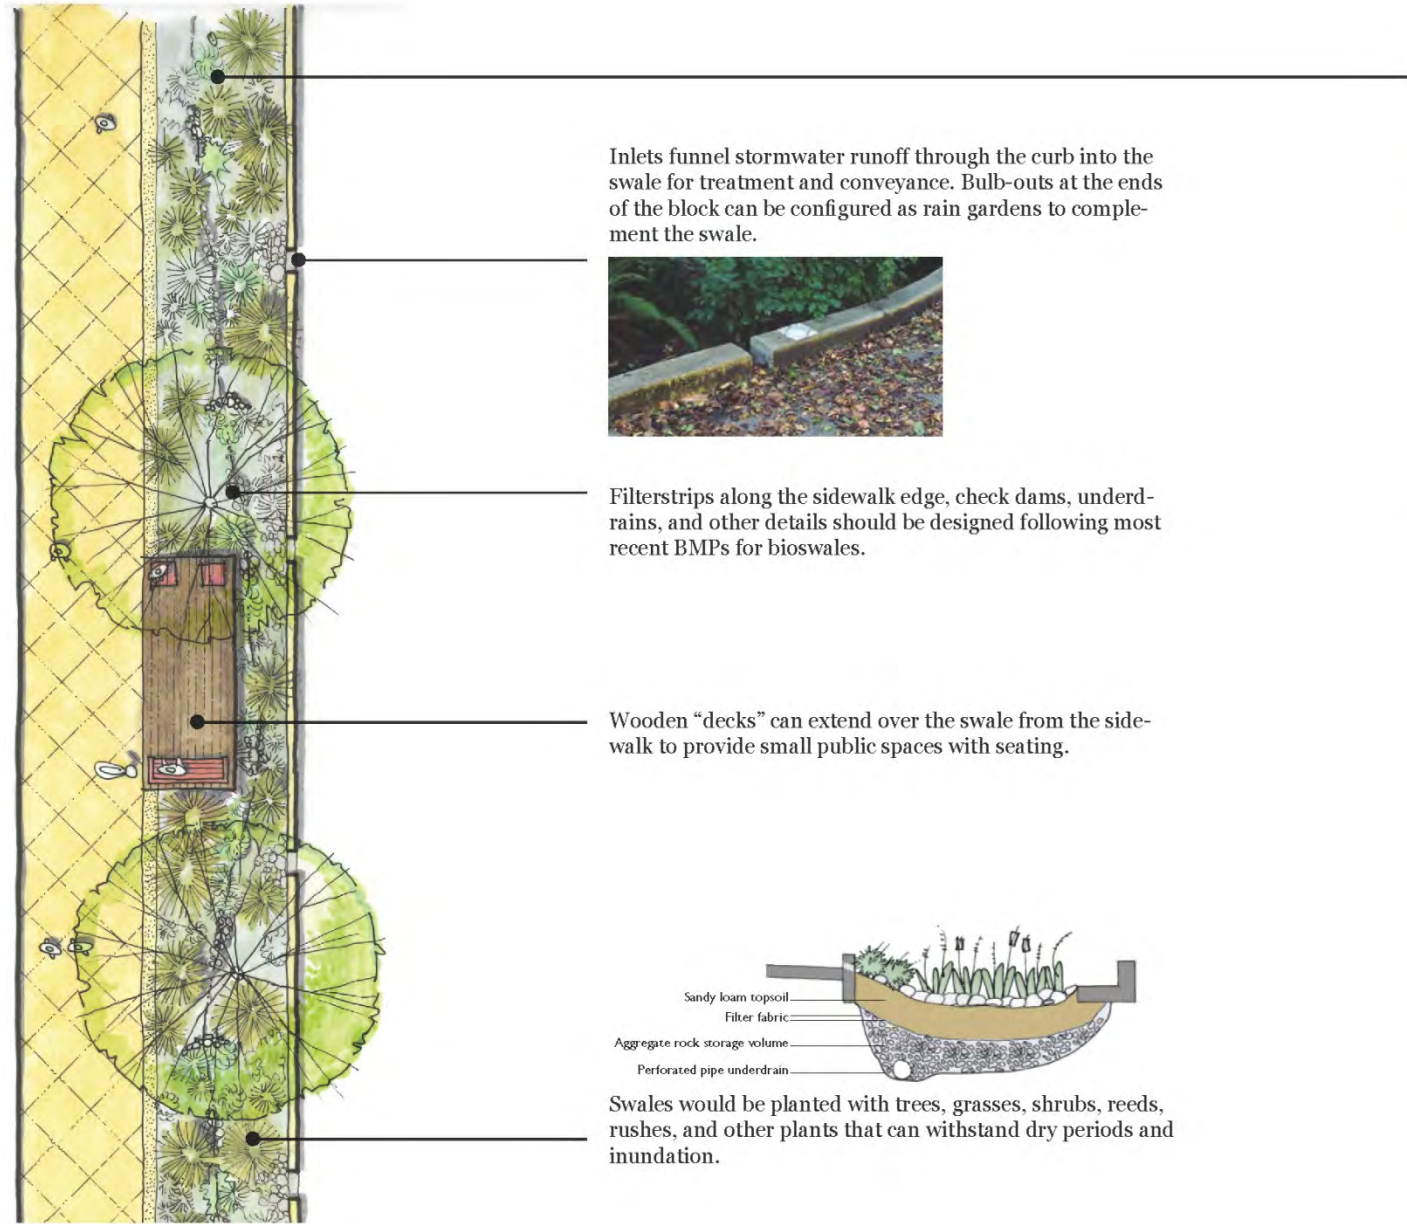 Inlets funnel stormwater runoff through the curb into the
swale for treatment and conveyance. Bulb-outs at the ends
of the block can be configured as rain gardens to comple-
ment the swale.
Filterstrips along the sidewalk edge, check dams, underd-
rains, and other details should be designed following most
recent BMPs for bioswales.
Wooden “decks” can extend over the swale from the side-
walk to provide small public spaces with seating.
Sandy loam topsoil
Filter fabric
Aggregate rock storage volume
Perforated pipe underdrain
Swales would be planted with trees, grasses, shrubs, reeds,
rushes, and other plants that can withstand dry periods and
inundation.